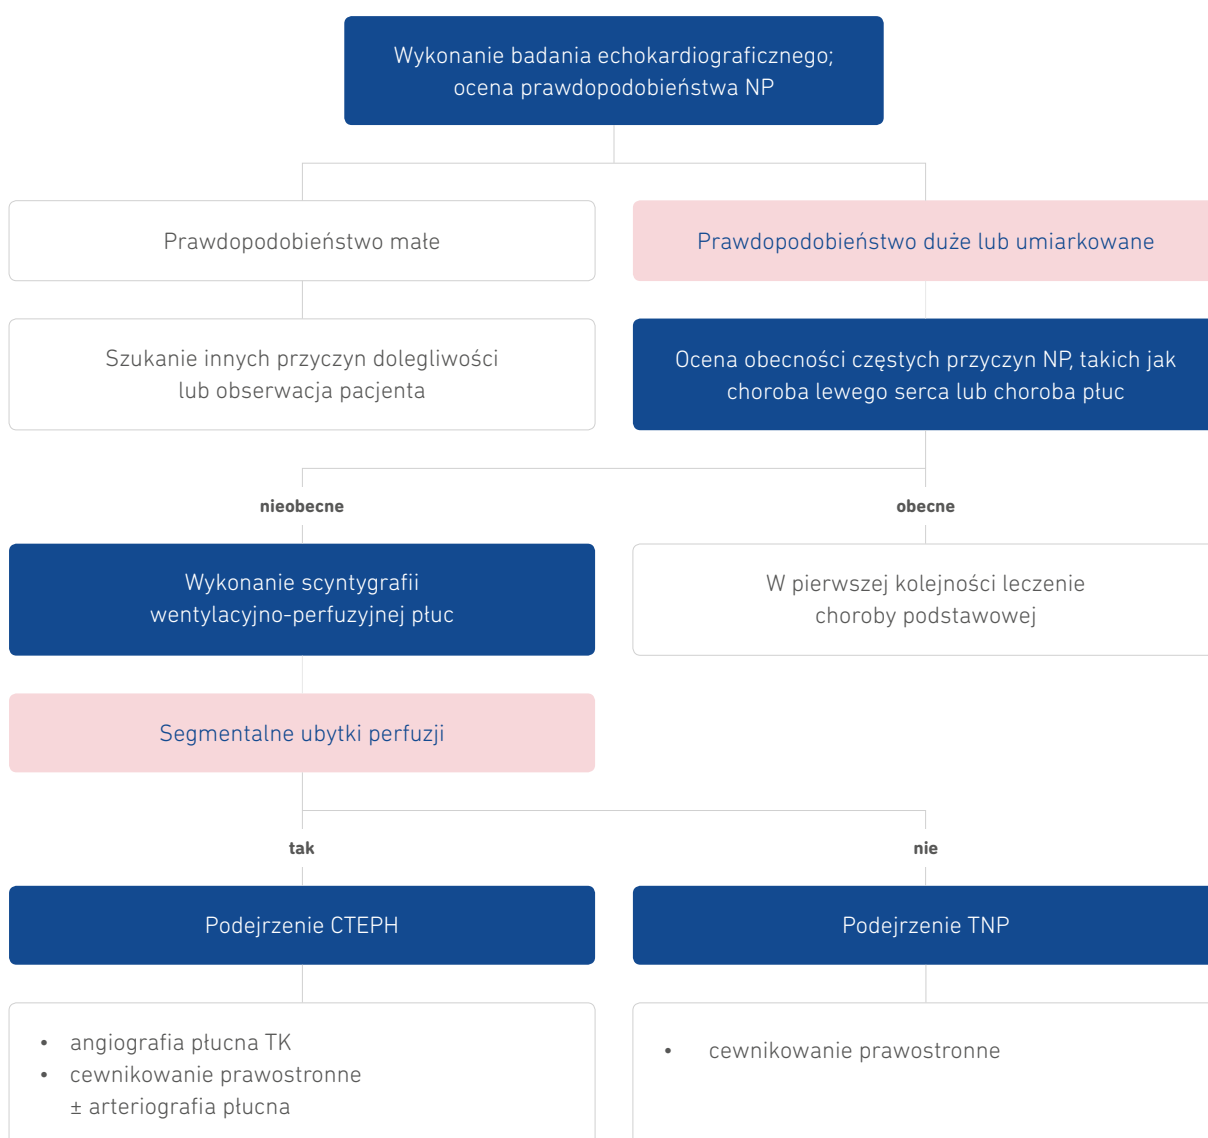 Wykonanie badania echokardiograficznego;
ocena prawdopodobieństwa NP
Prawdopodobieństwo małe
Prawdopodobieństwo duże lub umiarkowane
Szukanie innych przyczyn dolegliwości
lub obserwacja pacjenta
Ocena obecności częstych przyczyn NP, takich jak
choroba lewego serca lub choroba płuc
nieobecne
obecne
Wykonanie scyntygrafii
wentylacyjno-perfuzyjnej płuc
W pierwszej kolejności leczenie
choroby podstawowej
Segmentalne ubytki perfuzji
tak
nie
Podejrzenie CTEPH
Podejrzenie TNP
• angiografia płucna TK
• cewnikowanie prawostronne
± arteriografia płucna
• cewnikowanie prawostronne